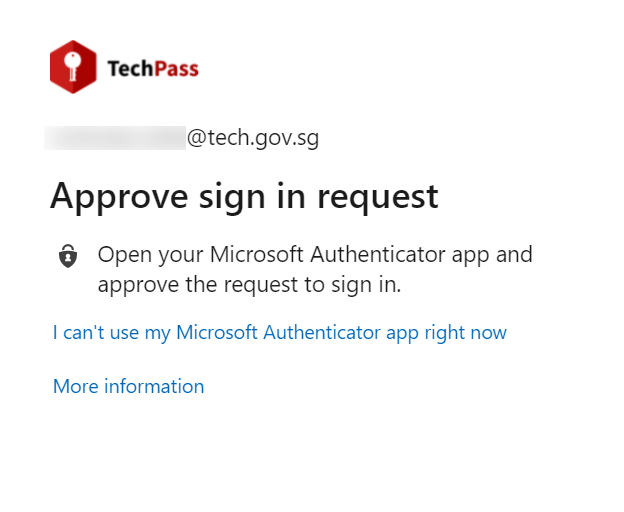 TechPass
@tech.gov.sg
Approve sign in request
Open your Microsoft Authenticator app and
approve the request to sign in.
I can't use my Microsoft Authenticator app right now
More information